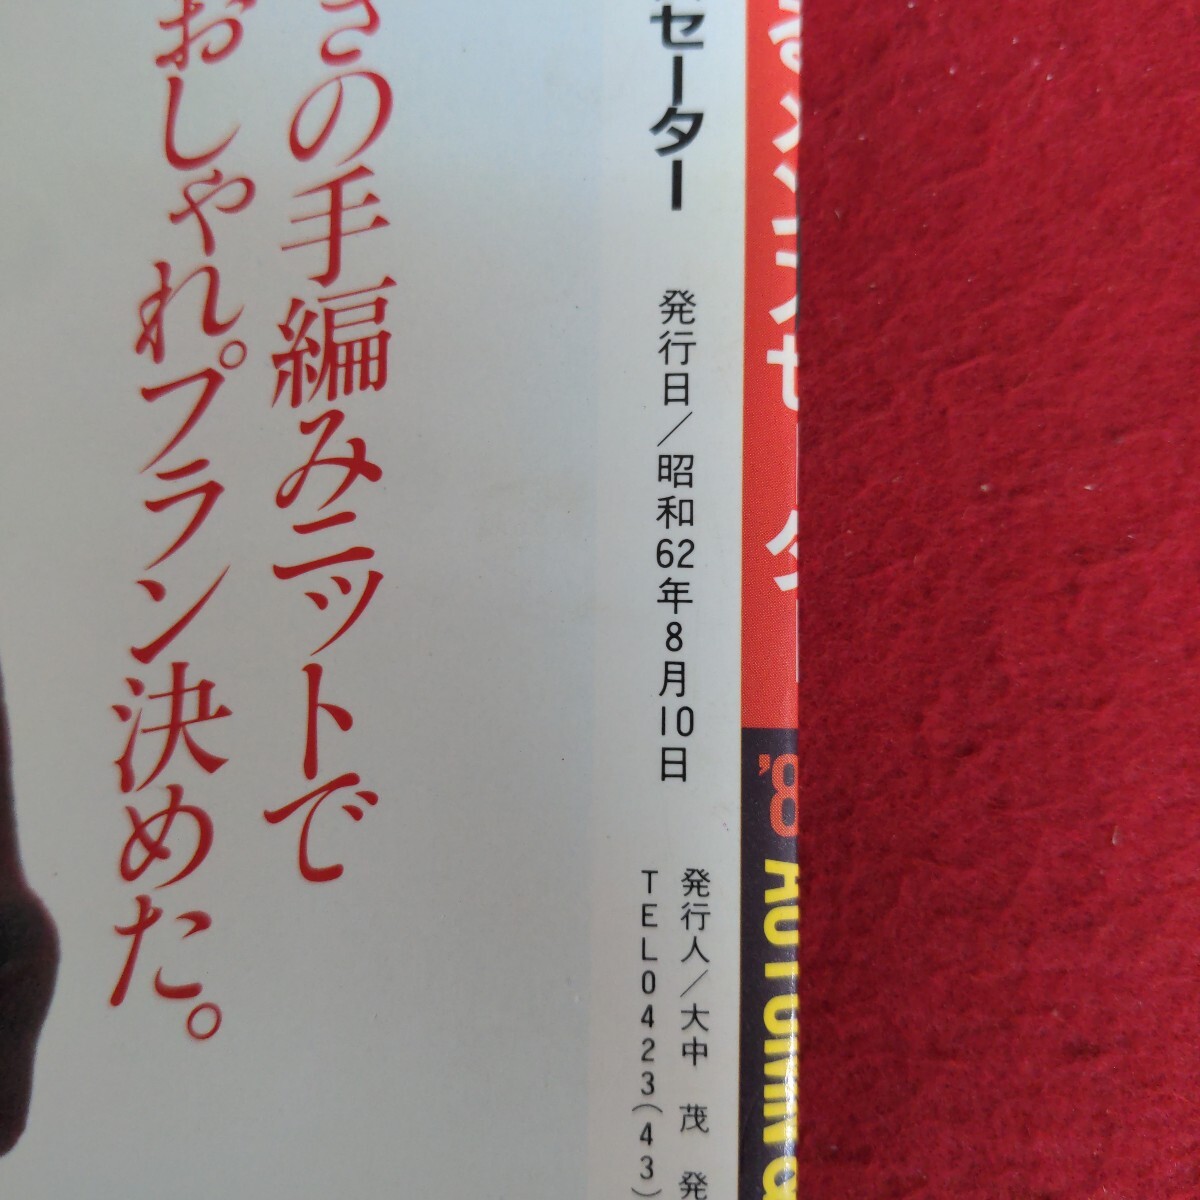 の手編みニットで
おしゃれ。プラン決めた。
セーター
発行日／昭和62年8月10日
発行人／大中 茂 発
TEL0423(43)
'8
AUTUMN &